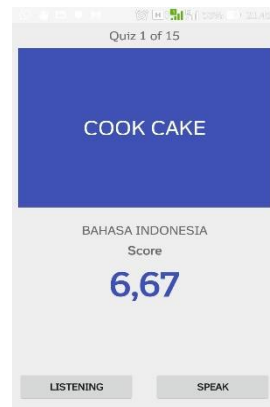 Quiz 1 of 15
COOK CAKE
BAHASA INDONESIA
Score
6,67
LISTENING
SPEAK